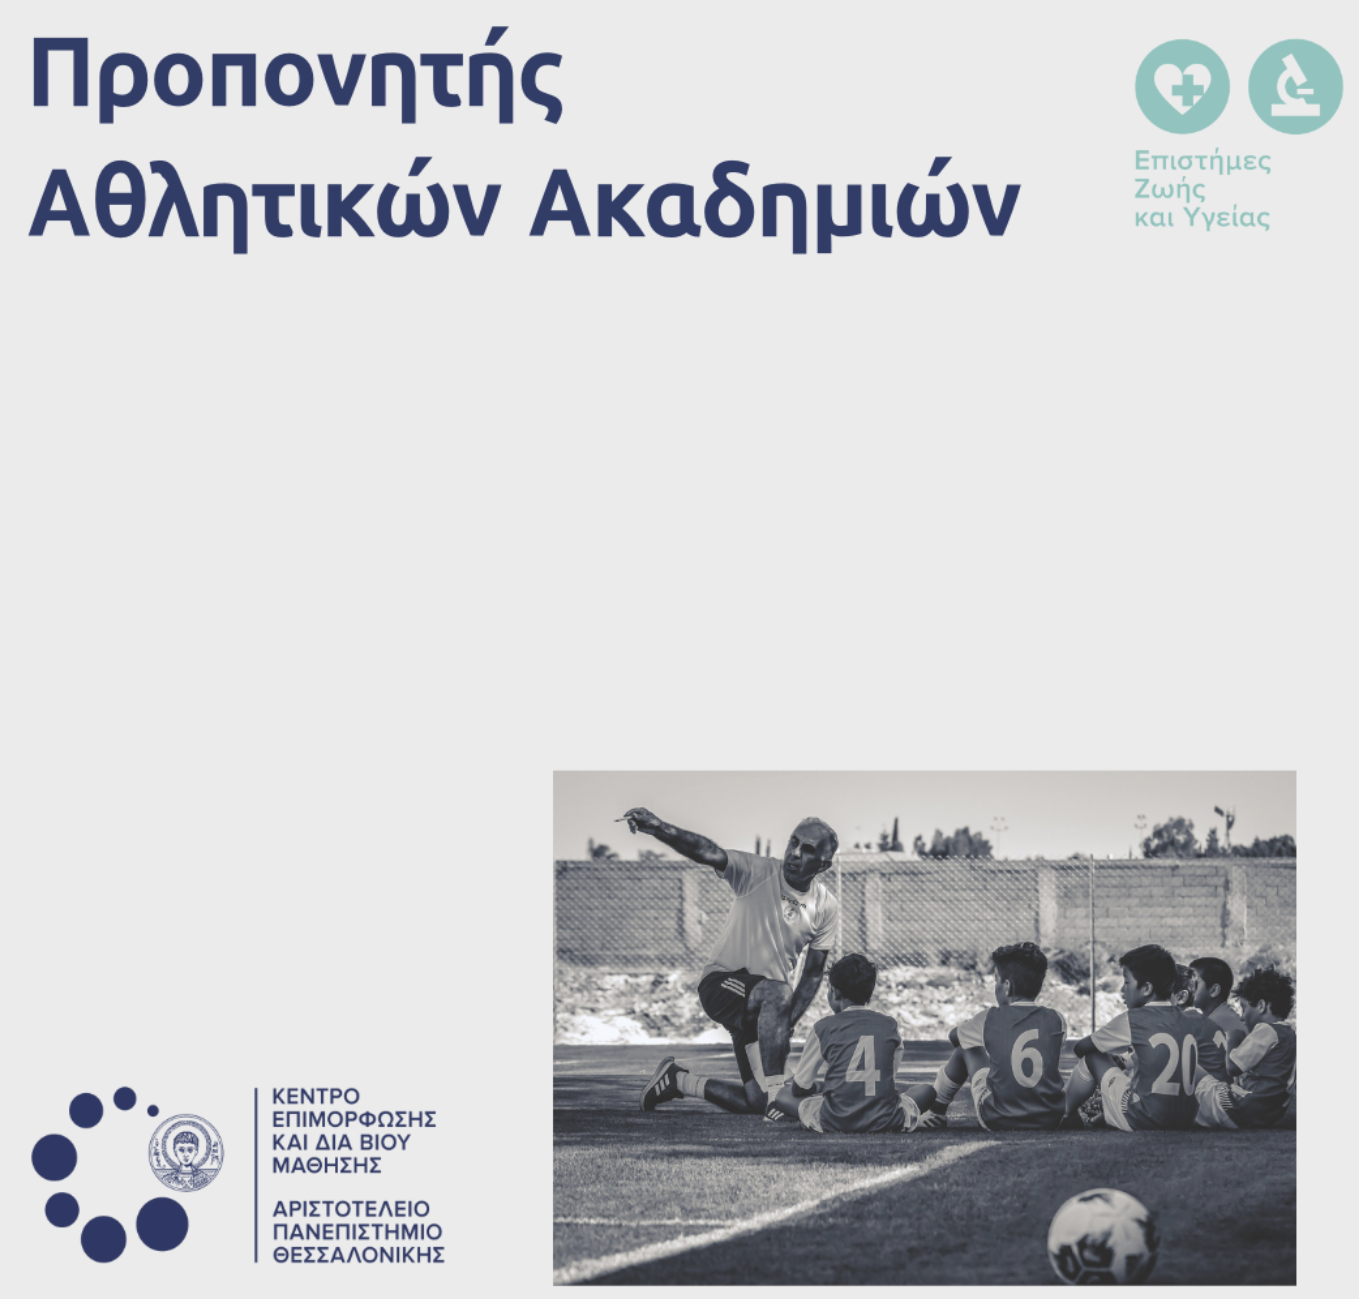 Προπονητής
Αθλητικών Ακαδημιών
Επιστήμες
Ζωής
και Υγείας
4
6
20
ΚΕΝΤΡΟ
ΕΠΙΜΟΡΦΩΣΗΣ
ΚΑΙ ΔΙΑ ΒΙΟΥ
ΜΑΘΗΣΗΣ
ΑΡΙΣΤΟΤΕΛΕΙΟ
ΠΑΝΕΠΙΣΤΗΜΙΟ
ΘΕΣΣΑΛΟΝΙΚΗΣ